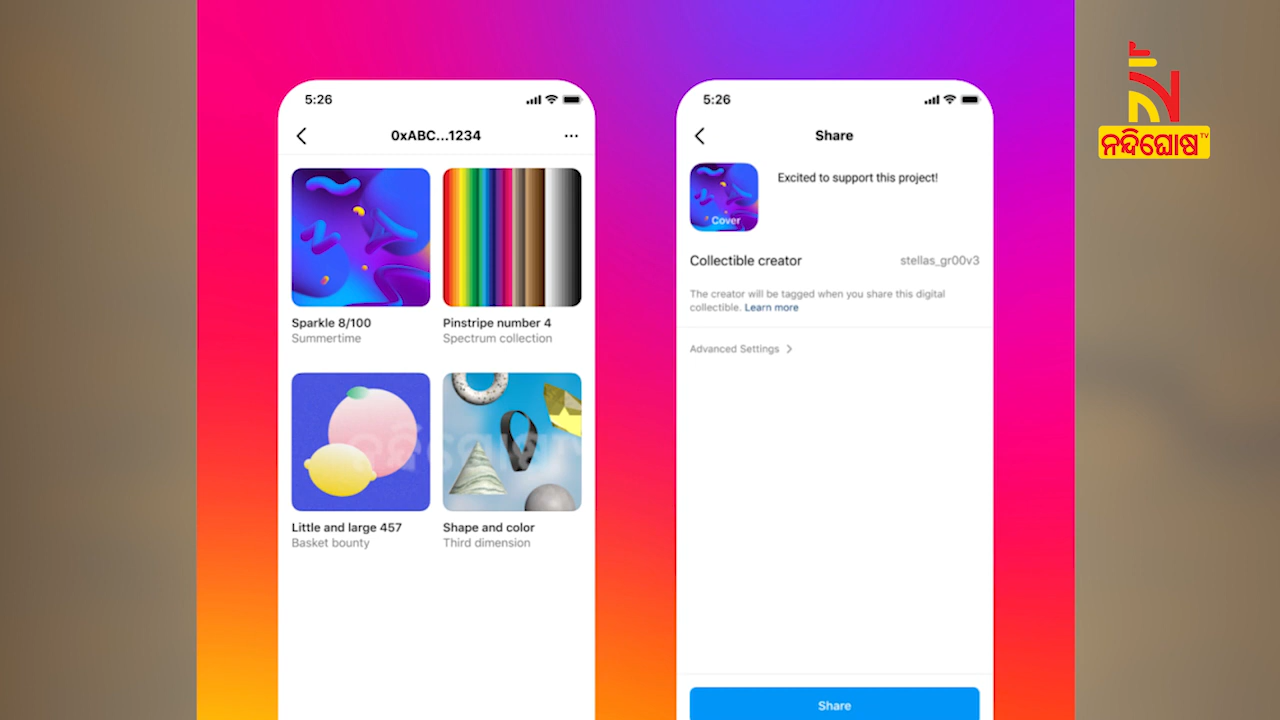 5:26
0xABC...1234
Sparkle 8/100
Summertime
Pinstripe number 4
Spectrum collection
Little and large 457
Basket bounty
Shape and color
Third dimension
5:26
Share
Cover
Excited to support this project!
Collectible creator
stellas_gr00v3
The creator will be tagged when you share this digital
collectible. Learn more
Advanced Settings
Share
ନନ୍ଦିଘୋଷ TV